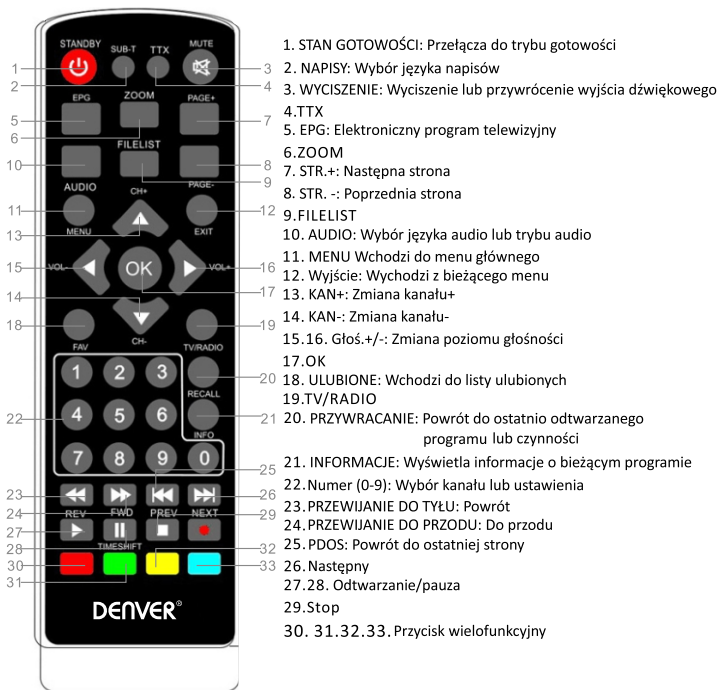 STANDBY SUB-T TTX MUTE
1 2 3 4
EPG ZOOM PAGE+
5 6 7
FILELIST
10 8 9
AUDIO CH+ PAGE-
11 12
MENU EXIT
13
VOL- OK VOL+
15 16
14 17
18 19
FAV CH- TV/RADIO
1 2 3
20
RECALL
4 5 6
22 21
INFO
7 8 9 0
25
23 26
24 29
REV FWD PREV NEXT
27
28 TIMESHIFT 32
30 33
31
DENVER®
1. STAN GOTOWOŚCI: Przełącza do trybu gotowości
2. NAPISY: Wybór języka napisów
3. WYCISZENIE: Wyciszenie lub przywrócenie wyjścia dźwiękowego
4.TTX
5. EPG: Elektroniczny program telewizyjny
6.ZOOM
7. STR.+: Następna strona
8. STR. -: Poprzednia strona
9.FILELIST
10. AUDIO: Wybór języka audio lub trybu audio
11. MENU Wchodzi do menu głównego
12. Wyjście: Wychodzi z bieżącego menu
13. KAN+: Zmiana kanału+
14. KAN-: Zmiana kanału-
15.16. Głoś.+/-: Zmiana poziomu głośności
17.OK
18. ULUBIONE: Wchodzi do listy ulubionych
19.TV/RADIO
20. PRZYWRACANIE: Powrót do ostatnio odtwarzanego
programu lub czynności
21. INFORMACJE: Wyświetla informacje o bieżącym programie
22.Numer (0-9): Wybór kanału lub ustawienia
23.PRZEWIJANIE DO TYŁU: Powrót
24.PRZEWIJANIE DO PRZODU: Do przodu
25.PDOS: Powrót do ostatniej strony
26.Następny
27.28. Odtwarzanie/pauza
29.Stop
30. 31.32.33.Przycisk wielofunkcyjny